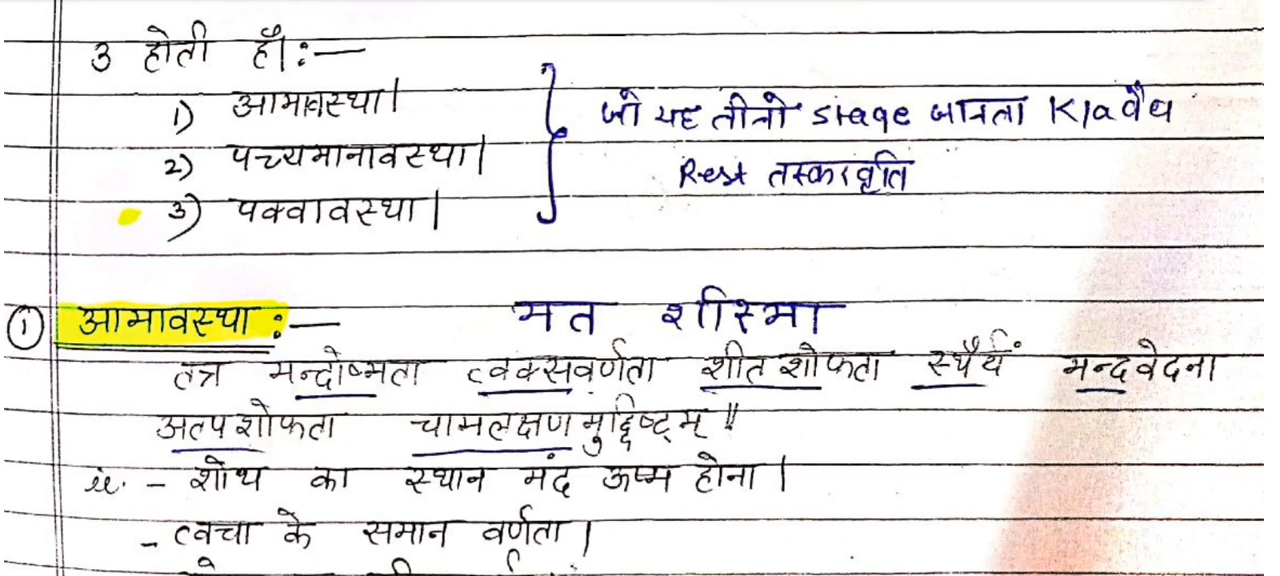 3 होती हैं।:—
1) आमावस्था।
2) पच्यमानावस्था।
3) पक्वावस्था।
जो यह तीनो stage जानता K/a वैध
Rest तस्करवृति
① आमावस्था :—
मत शीस्मा
तत्र मन्दोष्मता त्वक्सवर्णता शीत शोफता स्थैर्यं मन्दवेदना
अल्पशोफता चामलक्षणमुद्दिष्टम् ॥
ie. - शोथ का स्थान मंद ऊष्म होना।
- त्वचा के समान वर्णता।